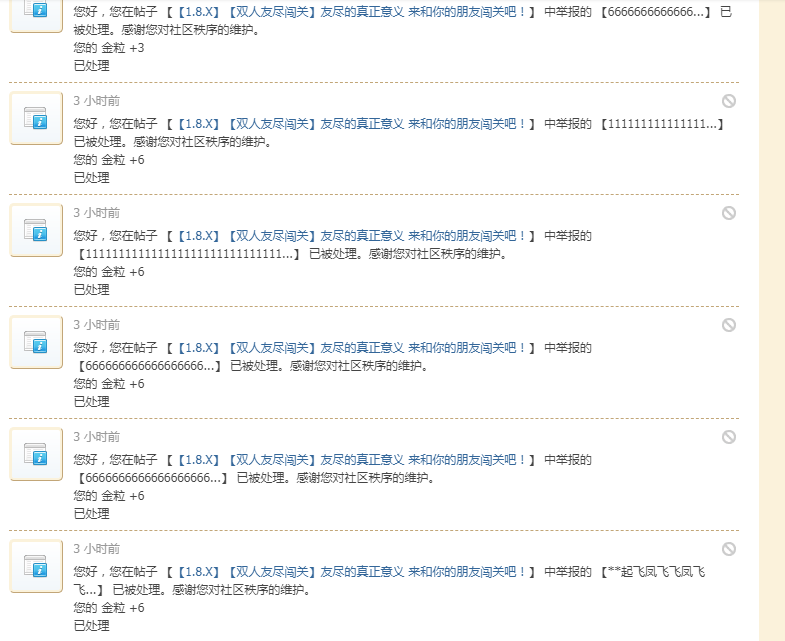 您好，您在帖子 【【1.8.X】【双人友尽闯关】友尽的真正意义 来和你的朋友闯关吧！】 中举报的 【6666666666666...】 已
被处理。感谢您对社区秩序的维护。
您的 金粒 +3
已处理
3 小时前
您好，您在帖子 【【1.8.X】【双人友尽闯关】友尽的真正意义 来和你的朋友闯关吧！】 中举报的 【111111111111111...】
已被处理。感谢您对社区秩序的维护。
您的 金粒 +6
已处理
3 小时前
您好，您在帖子 【【1.8.X】【双人友尽闯关】友尽的真正意义 来和你的朋友闯关吧！】 中举报的
【111111111111111111111111111111...】 已被处理。感谢您对社区秩序的维护。
您的 金粒 +6
已处理
3 小时前
您好，您在帖子 【【1.8.X】【双人友尽闯关】友尽的真正意义 来和你的朋友闯关吧！】 中举报的
【666666666666666666...】 已被处理。感谢您对社区秩序的维护。
您的 金粒 +6
已处理
3 小时前
您好，您在帖子 【【1.8.X】【双人友尽闯关】友尽的真正意义 来和你的朋友闯关吧！】 中举报的
【6666666666666666666...】 已被处理。感谢您对社区秩序的维护。
您的 金粒 +6
已处理
3 小时前
您好，您在帖子 【【1.8.X】【双人友尽闯关】友尽的真正意义 来和你的朋友闯关吧！】 中举报的 【**起飞凤飞飞凤飞
飞...】 已被处理。感谢您对社区秩序的维护。
您的 金粒 +6
已处理